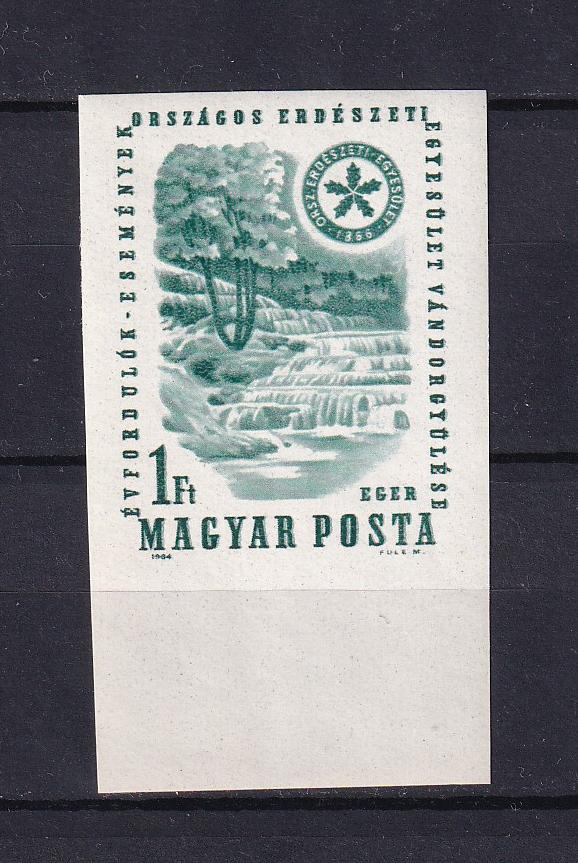 ÉVFORDULÓK-ESEMÉNYEK
ORSZÁGOS ERDÉSZETI
EGYESÜLET VÁNDORGYŰLÉSE
ORSZ. ERDÉSZETI · EGYESÜLET
· 1866 ·
1Ft
EGER
MAGYAR POSTA
1964
FÜLE M.